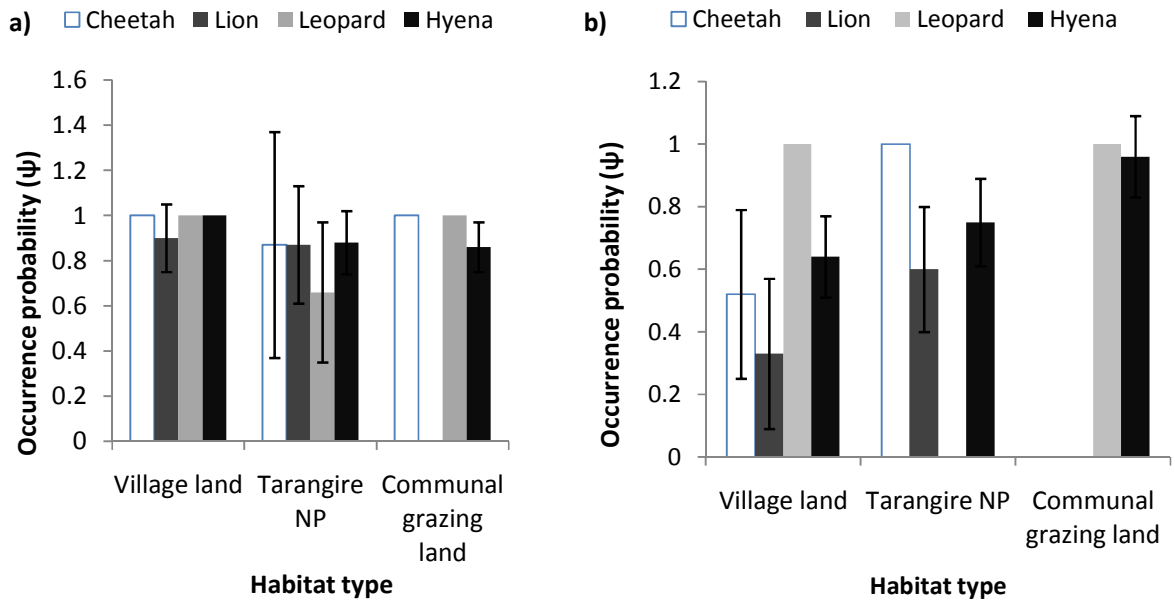 a) Cheetah Lion Leopard Hyena
Occurrence probability (ψ)
1.6
1.4
1.2
1
0.8
0.6
0.4
0.2
0
Village land Tarangire NP Communal grazing land
Habitat type
b) Cheetah Lion Leopard Hyena
Occurrence probability (ψ)
1.2
1
0.8
0.6
0.4
0.2
0
Village land Tarangire NP Communal grazing land
Habitat type